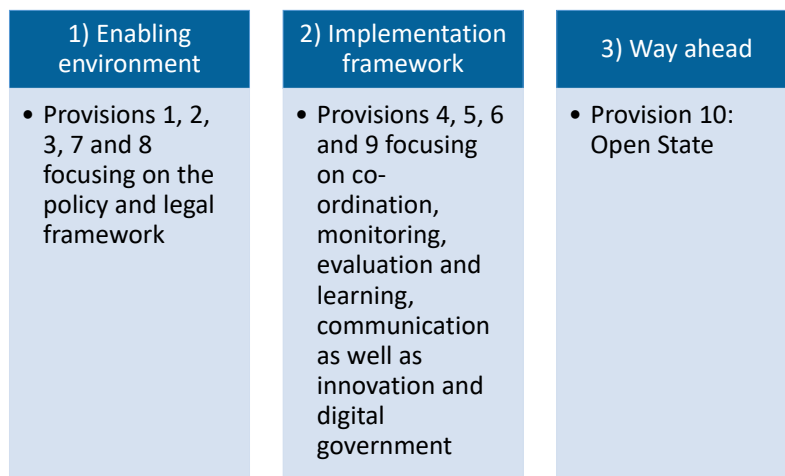 1) Enabling
environment
• Provisions 1, 2,
3, 7 and 8
focusing on the
policy and legal
framework
2) Implementation
framework
• Provisions 4, 5, 6
and 9 focusing
on co-
ordination,
monitoring,
evaluation and
learning,
communication
as well as
innovation and
digital
government
3) Way ahead
• Provision 10:
Open State